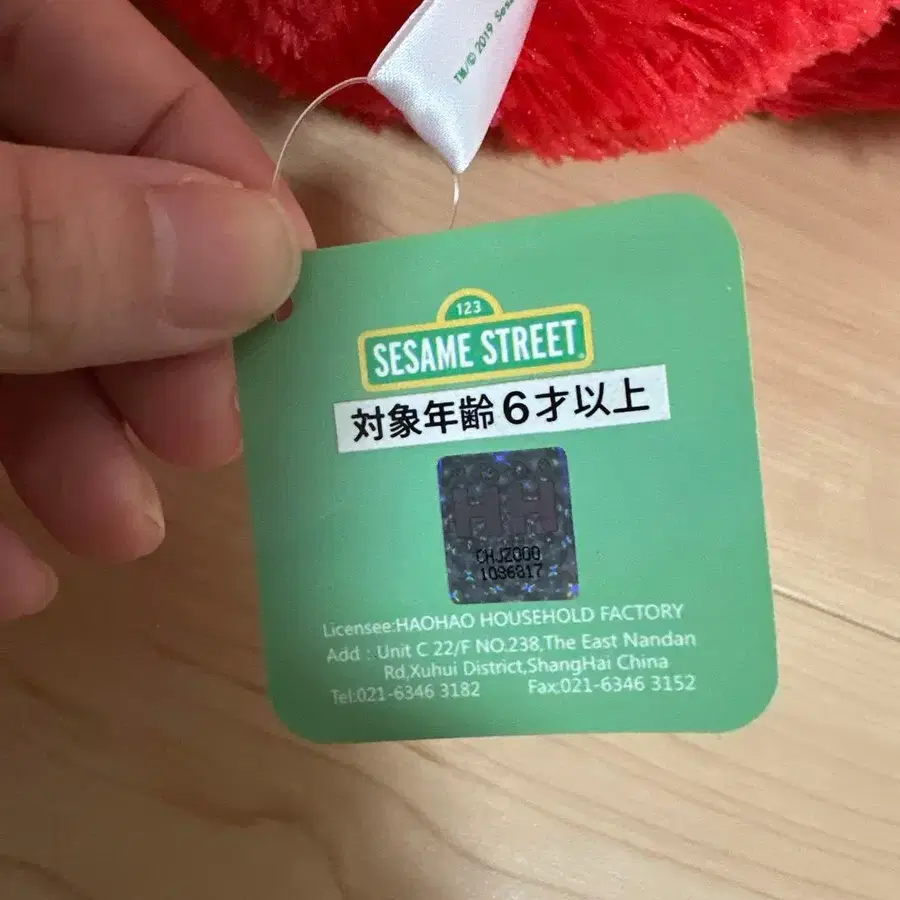 TM/© 2019 Sesa
123
SESAME STREET
対象年齢6才以上
HH
CHJZ000
1036817
Licensee:HAOHAO HOUSEHOLD FACTORY
Add : Unit C 22/F NO.238,The East Nandan
Rd,Xuhui District,ShangHai China
Tel:021-6346 3182 Fax:021-6346 3152